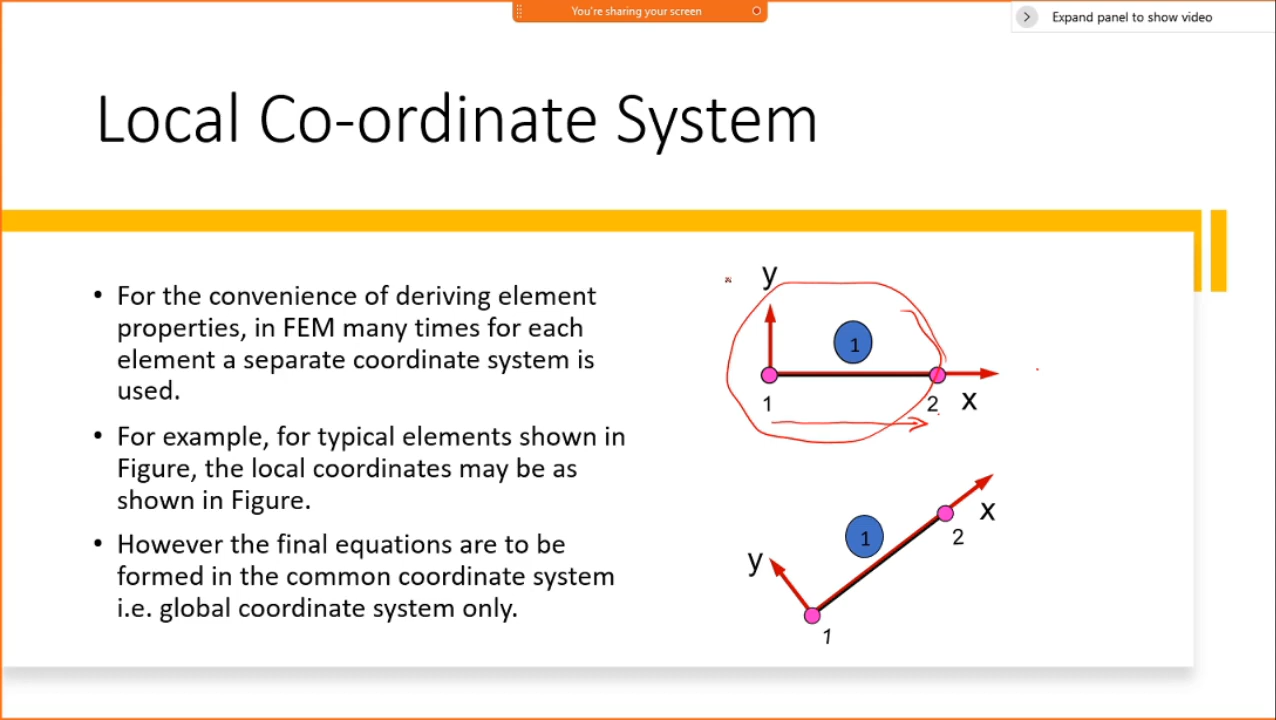 You're sharing your screen
Expand panel to show video
Local Co-ordinate System
• For the convenience of deriving element
properties, in FEM many times for each
element a separate coordinate system is
used.
• For example, for typical elements shown in
Figure, the local coordinates may be as
shown in Figure.
• However the final equations are to be
formed in the common coordinate system
i.e. global coordinate system only.
y
1
1
2
x
y
1
x
2
1